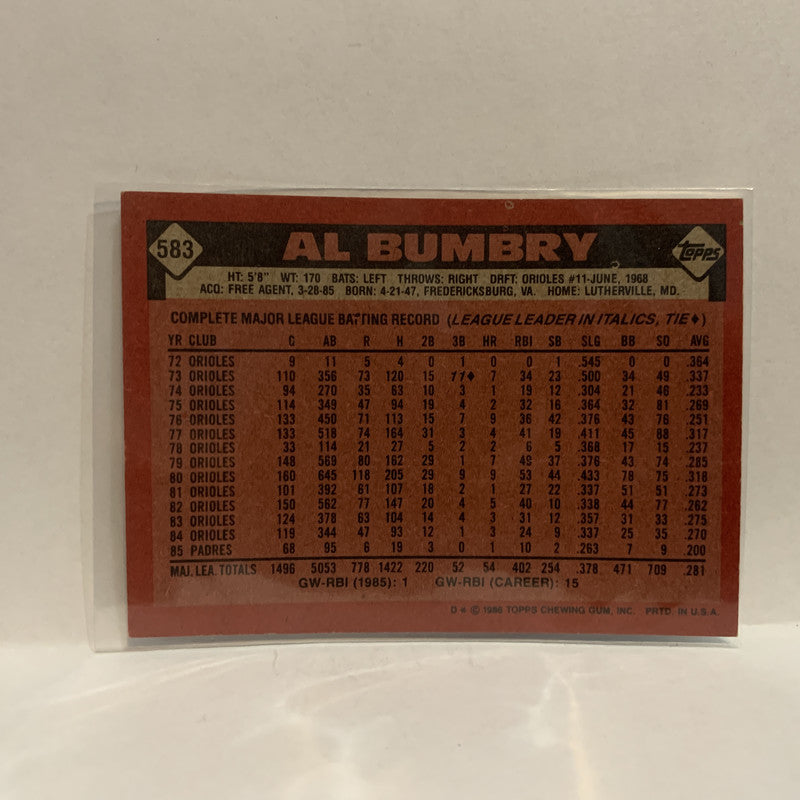 583 AL BUMBRY TOPPS
HT: 5'8" WT: 170 BATS: LEFT THROWS: RIGHT DRFT: ORIOLES #11-JUNE, 1968
ACQ: FREE AGENT, 3-28-85 BORN: 4-21-47, FREDERICKSBURG, VA. HOME: LUTHERVILLE, MD.
COMPLETE MAJOR LEAGUE BATTING RECORD (LEAGUE LEADER IN ITALICS, TIE♦)
YR CLUB G AB R H 2B 3B HR RBI SB SLG BB SO AVG
72 ORIOLES 9 11 5 4 0 1 0 0 1 .545 0 0 .364
73 ORIOLES 110 356 73 120 15 11♦ 7 34 23 .500 34 49 .337
74 ORIOLES 94 270 35 63 10 3 1 19 12 .304 21 46 .233
75 ORIOLES 114 349 47 94 19 4 2 32 16 .364 32 81 .269
76 ORIOLES 133 450 71 113 15 7 9 36 42 .376 43 76 .251
77 ORIOLES 133 518 74 164 31 3 4 41 19 .411 45 88 .317
78 ORIOLES 33 114 21 27 5 2 2 6 5 .368 17 15 .237
79 ORIOLES 148 569 80 162 29 1 7 49 37 .376 43 74 .285
80 ORIOLES 160 645 118 205 29 9 9 53 44 .433 78 75 .318
81 ORIOLES 101 392 61 107 18 2 1 27 22 .337 51 51 .273
82 ORIOLES 150 562 77 147 20 4 5 40 10 .338 44 77 .262
83 ORIOLES 124 378 63 104 14 4 3 31 12 .357 31 33 .275
84 ORIOLES 119 344 47 93 12 1 3 24 9 .337 25 35 .270
85 PADRES 68 95 6 19 3 0 1 10 2 .263 7 9 .200
MAJ. LEA. TOTALS 1496 5053 778 1422 220 52 54 402 254 .378 471 709 .281
GW-RBI (1985): 1 GW-RBI (CAREER): 15
D* © 1986 TOPPS CHEWING GUM, INC. PRTD. IN U.S.A.